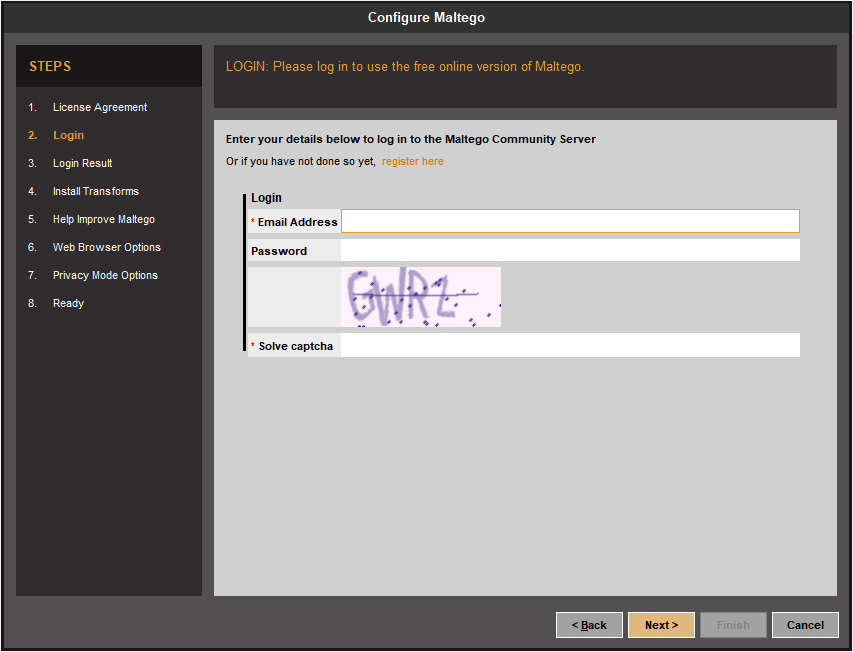 Configure Maltego
STEPS
1. License Agreement
2. Login
3. Login Result
4. Install Transforms
5. Help Improve Maltego
6. Web Browser Options
7. Privacy Mode Options
8. Ready
LOGIN: Please log in to use the free online version of Maltego.
Enter your details below to log in to the Maltego Community Server
Or if you have not done so yet, register here
Login
* Email Address
Password
* Solve captcha
< Back
Next >
Finish
Cancel